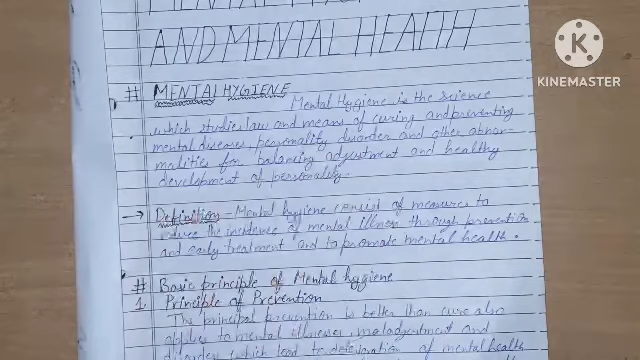 MENTAL HYG
AND MENTAL HEALTH
# MENTAL HYGIENE
Mental Hygiene is the science
which studies law and means of curing and preventing
mental diseases, personality disorder and other abnor-
malities for balancing adjustment and healthy
development of personality.
→ Definition - Mental hygiene consist of measures to
reduce the incidence of mental illness through prevention
and early treatment and to promote mental health.
# Basic principle of Mental hygiene
1. Principle of Prevention
The principal prevention is better than cure also
applies to mental illnesses, maladjustment and
disorders which lead to deterioration of mental health
K
KINEMASTER